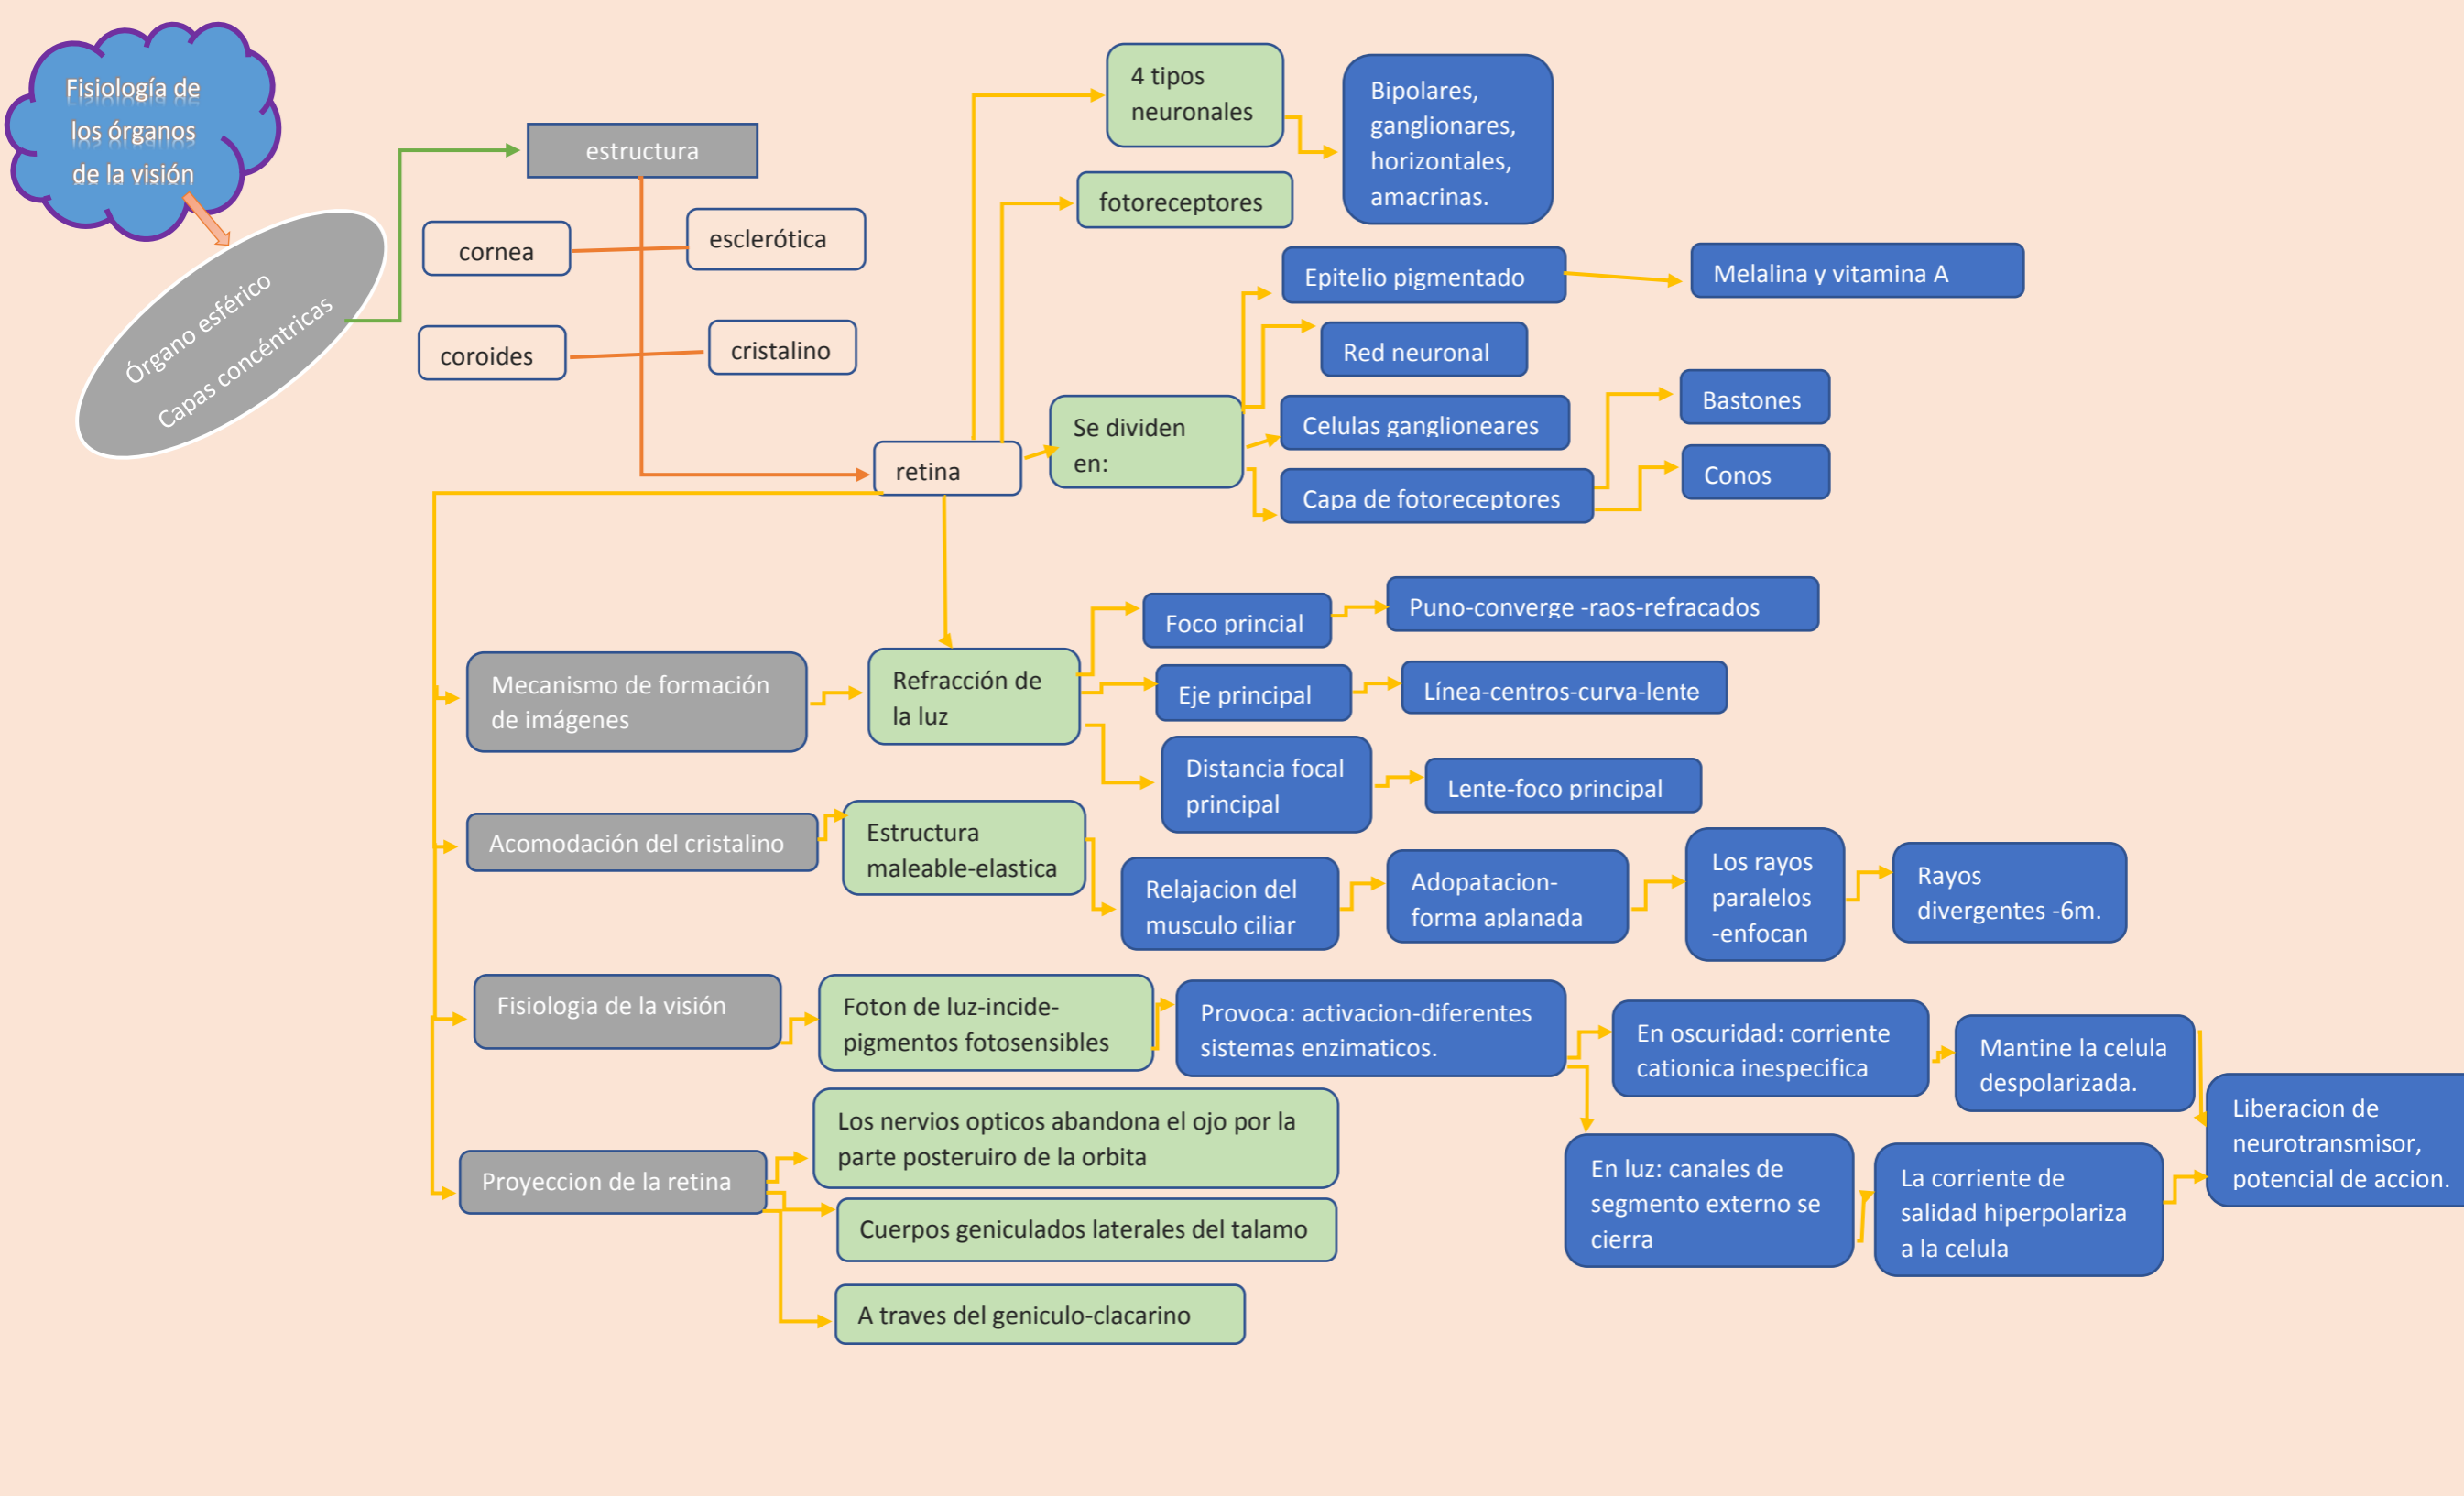 Fisiología de
los órganos
de la visión
Órgano esférico
Capas concéntricas
estructura
cornea
esclerótica
coroides
cristalino
retina
4 tipos
neuronales
Bipolares,
ganglionares,
horizontales,
amacrinas.
fotoreceptores
Se dividen
en:
Epitelio pigmentado
Melalina y vitamina A
Red neuronal
Celulas ganglioneares
Capa de fotoreceptores
Bastones
Conos
Mecanismo de formación
de imágenes
Refracción de
la luz
Foco princial
Puno-converge -raos-refracados
Eje principal
Línea-centros-curva-lente
Distancia focal
principal
Lente-foco principal
Acomodación del cristalino
Estructura
maleable-elastica
Relajacion del
musculo ciliar
Adopatacion-
forma aplanada
Los rayos
paralelos
-enfocan
Rayos
divergentes -6m.
Fisiologia de la visión
Foton de luz-incide-
pigmentos fotosensibles
Provoca: activacion-diferentes
sistemas enzimaticos.
En oscuridad: corriente
cationica inespecifica
Mantine la celula
despolarizada.
En luz: canales de
segmento externo se
cierra
La corriente de
salidad hiperpolariza
a la celula
Liberacion de
neurotransmisor,
potencial de accion.
Proyeccion de la retina
Los nervios opticos abandona el ojo por la
parte posteruiro de la orbita
Cuerpos geniculados laterales del talamo
A traves del geniculo-clacarino